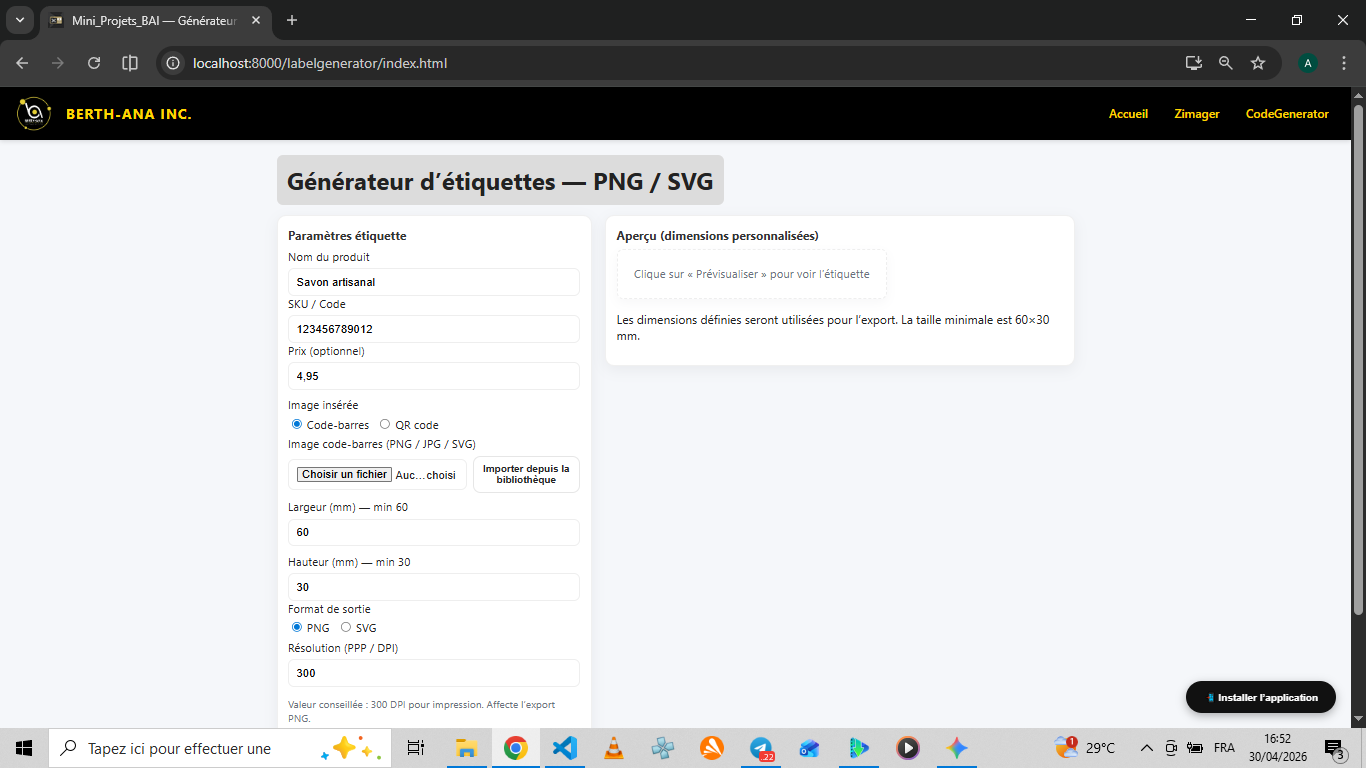 Mini_Projets_BAI — Générateur
localhost:8000/labelgenerator/index.html
A
BERTH-ANA INC.
Accueil
Zimager
CodeGenerator
Générateur d’étiquettes — PNG / SVG
Paramètres étiquette
Nom du produit
Savon artisanal
SKU / Code
123456789012
Prix (optionnel)
4,95
Image insérée
Code-barres
QR code
Image code-barres (PNG / JPG / SVG)
Choisir un fichier
Auc…choisi
Importer depuis la
bibliothèque
Largeur (mm) — min 60
60
Hauteur (mm) — min 30
30
Format de sortie
PNG
SVG
Résolution (PPP / DPI)
300
Valeur conseillée : 300 DPI pour impression. Affecte l’export
PNG.
Aperçu (dimensions personnalisées)
Clique sur « Prévisualiser » pour voir l’étiquette
Les dimensions définies seront utilisées pour l’export. La taille minimale est 60×30
mm.
Installer l’application
Tapez ici pour effectuer une
22
1
29°C
FRA
16:52
30/04/2026
3